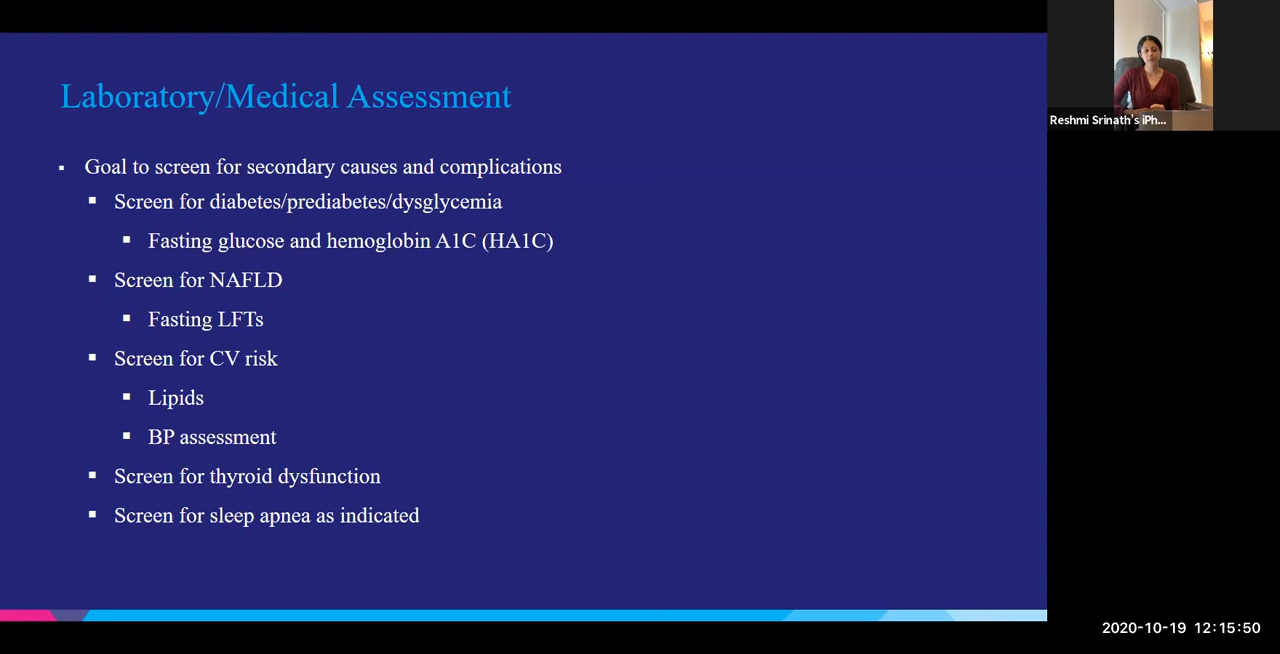 Laboratory/Medical Assessment
Goal to screen for secondary causes and complications
Screen for diabetes/prediabetes/dysglycemia
Fasting glucose and hemoglobin A1C (HA1C)
Screen for NAFLD
Fasting LFTs
Screen for CV risk
Lipids
BP assessment
Screen for thyroid dysfunction
Screen for sleep apnea as indicated
Reshmi Srinath's iPh...
2020-10-19 12:15:50